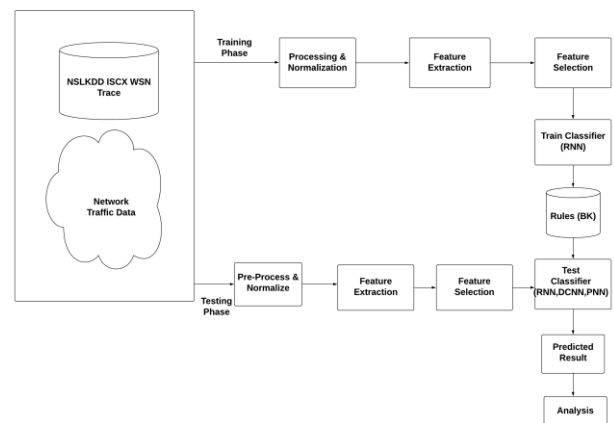 NSLKDD ISCX WSN
Trace
Network
Traffic Data
Training
Phase
Processing &
Normalization
Feature
Extraction
Feature
Selection
Train Classifier
(RNN)
Rules (BK)
Testing
Phase
Pre-Process &
Normalize
Feature
Extraction
Feature
Selection
Test
Classifier
(RNN,DCNN,PNN)
Predicted
Result
Analysis